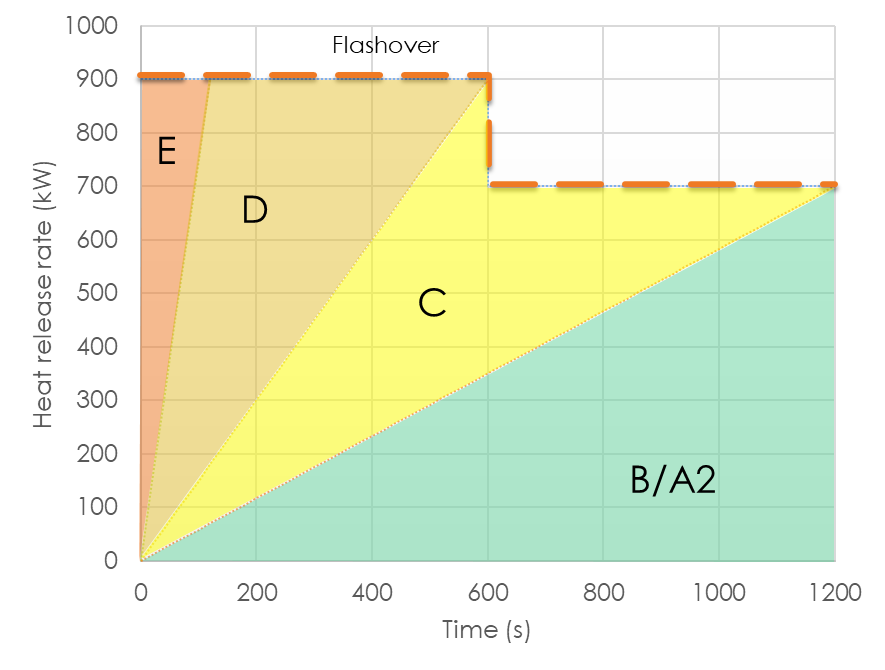 1000
Flashover
900
800
E
700
D
600
500
C
400
300
200
B/A2
100
0
Heat release rate (kW)
0 200 400 600 800 1000 1200
Time (s)